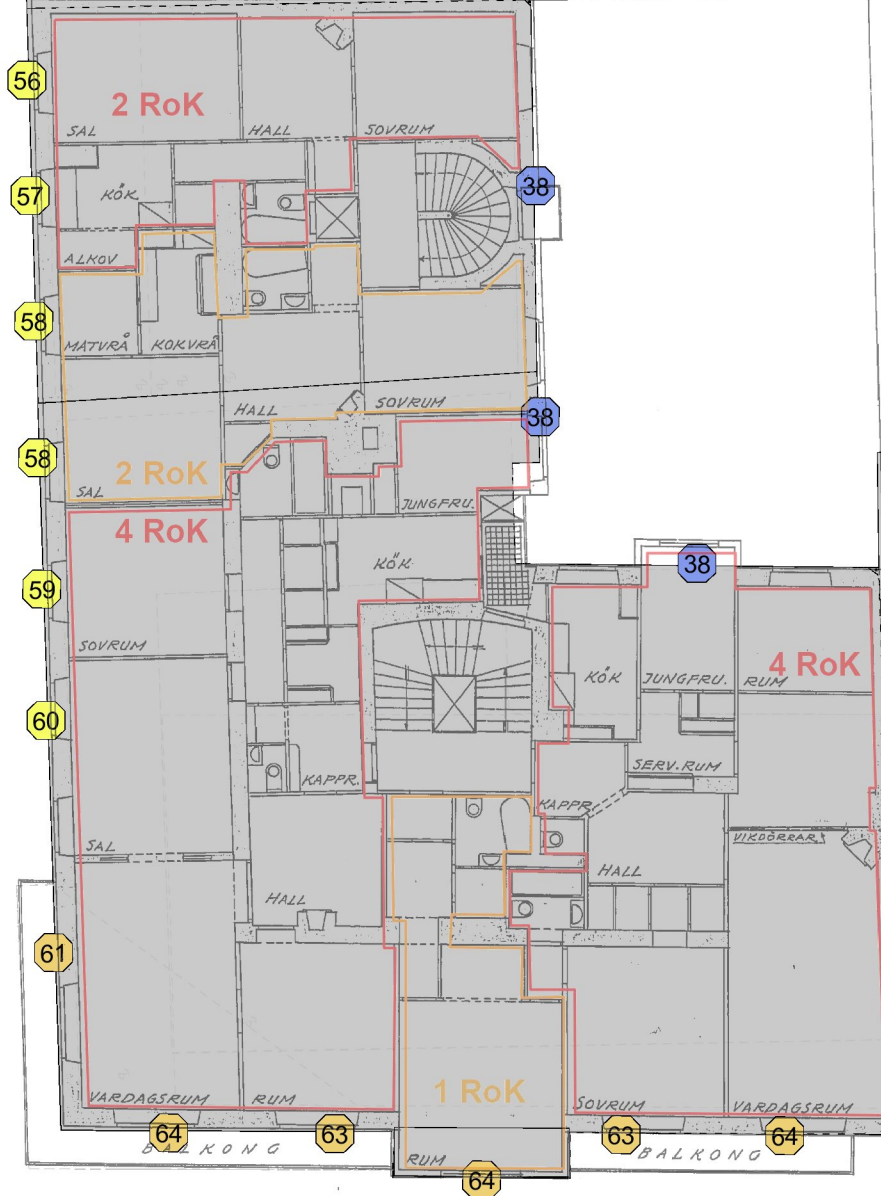 56
2 RoK
SAL
HALL
SOVRUM
57
KÖK
38
ALKOV
58
MATVRÅ
KOKVRÅ
HALL
SOVRUM
38
58
2 RoK
SAL
JUNGFRU.
4 RoK
KÖK
38
59
SOVRUM
KÖK
JUNGFRU.
RUM
4 RoK
60
KAPPR.
SERV.RUM
KAPPR.
SAL
VIKDÖRRAR
HALL
HALL
61
1 RoK
VARDAGSRUM
RUM
SOVRUM
VARDAGSRUM
64
63
63
64
BALKONG
RUM
BALKONG
64